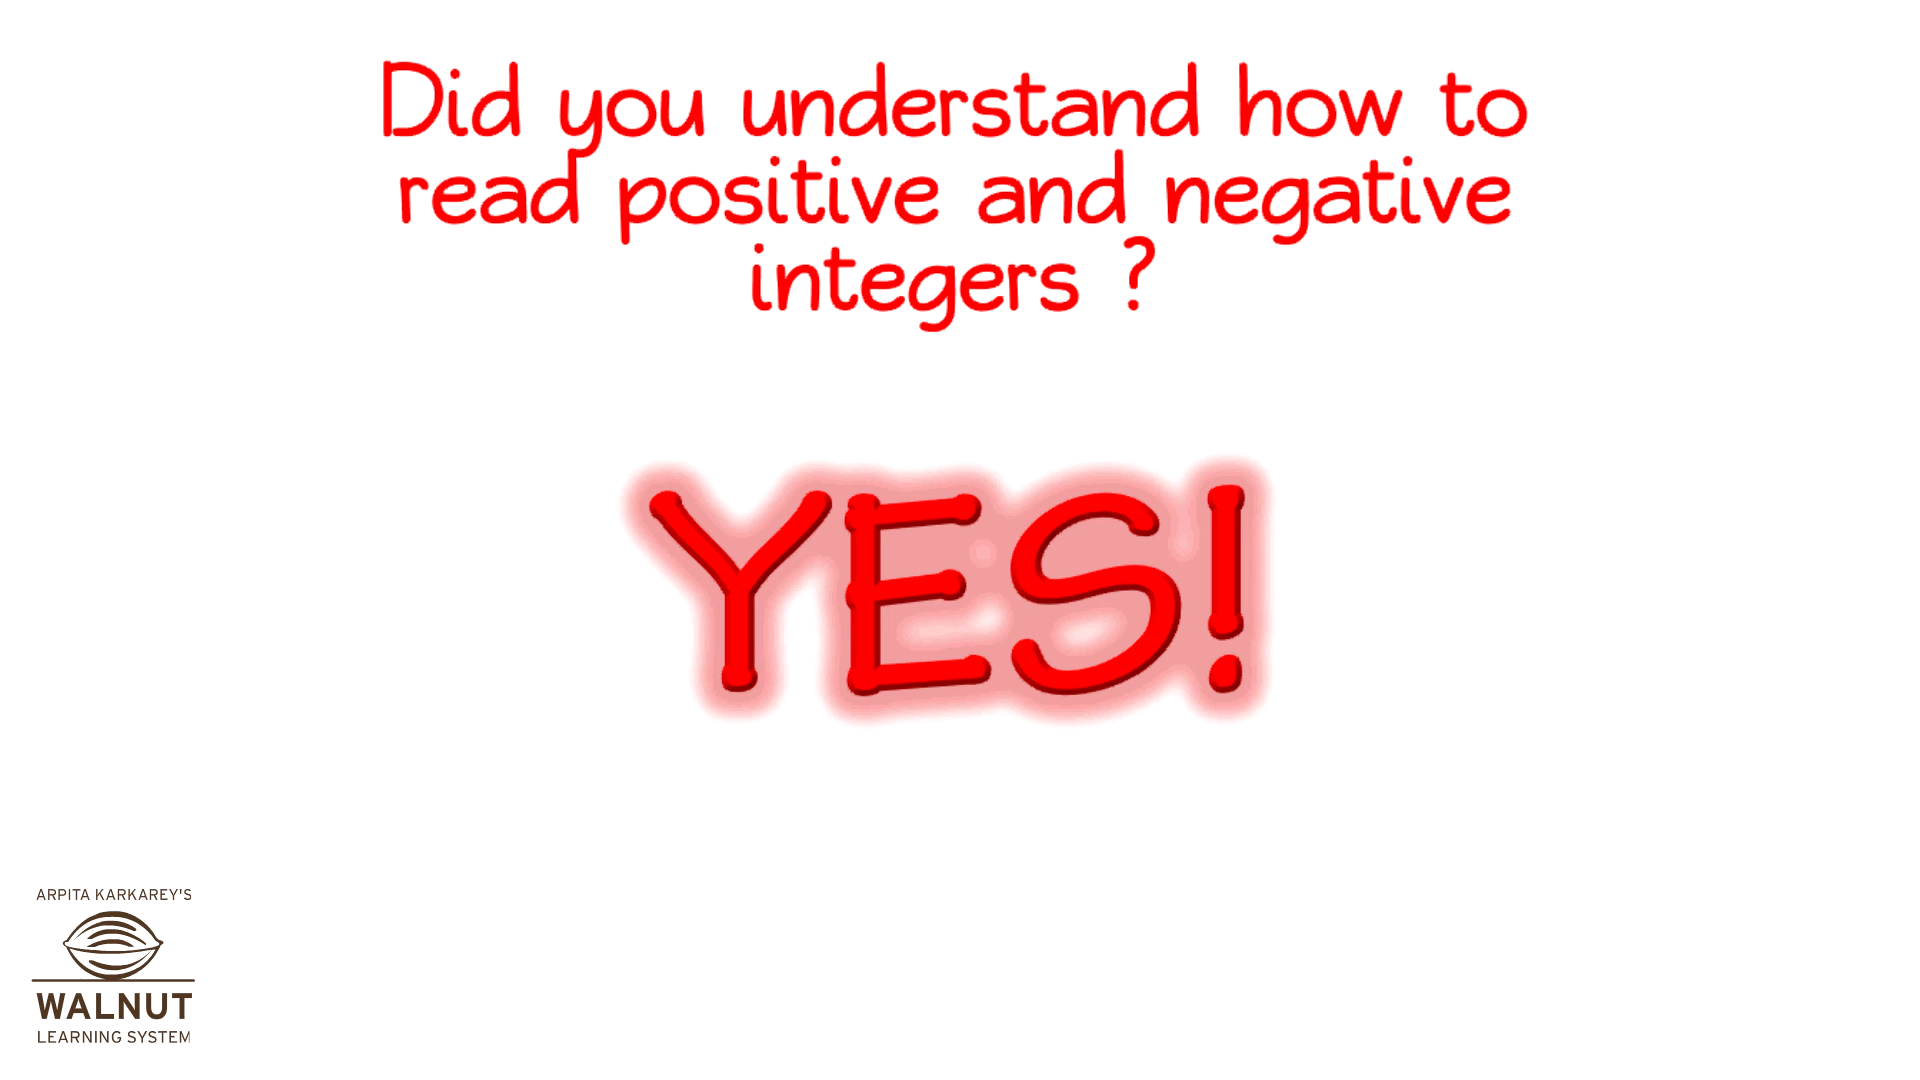 Did you understand how to
read positive and negative
integers ?
YES!
ARPITA KARKAREY'S
WALNUT
LEARNING SYSTEM